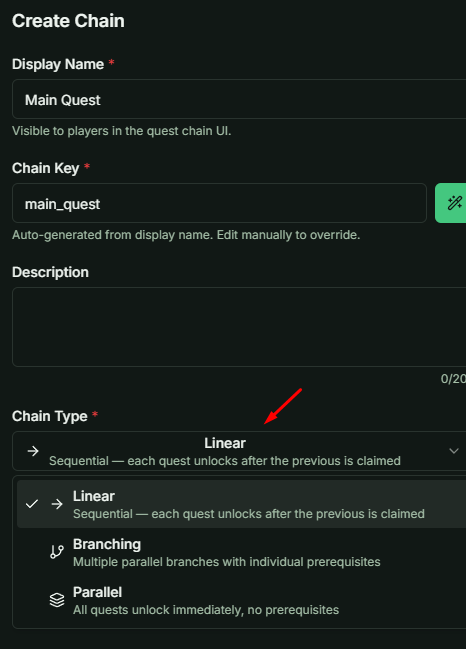 Create Chain
Display Name *
Main Quest
Visible to players in the quest chain UI.
Chain Key *
main_quest
Auto-generated from display name. Edit manually to override.
Description
0/20
Chain Type *
Linear
Sequential — each quest unlocks after the previous is claimed
Linear
Sequential — each quest unlocks after the previous is claimed
Branching
Multiple parallel branches with individual prerequisites
Parallel
All quests unlock immediately, no prerequisites